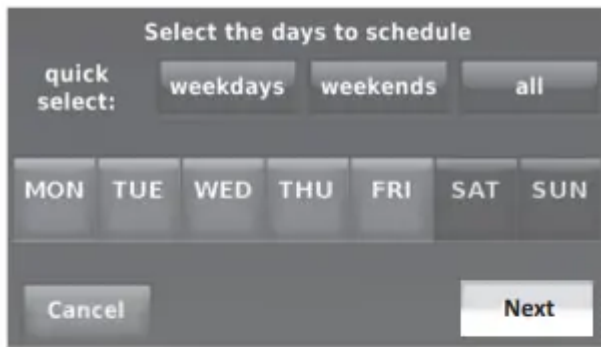 Select the days to schedule
quick
select:
weekdays weekends all
MON TUE WED THU FRI SAT SUN
Cancel Next